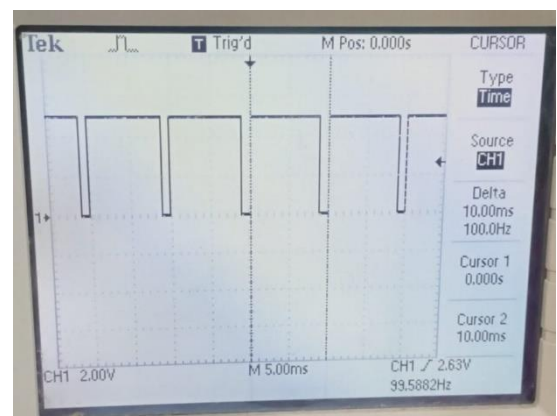 Tek T Trig'd M Pos: 0.000s CURSOR
Type
Time
Source
CH1
Delta
10.00ms
100.0Hz
Cursor 1
0.000s
Cursor 2
10.00ms
1
CH1 2.00V M 5.00ms CH1 / 2.63V
99.5882Hz